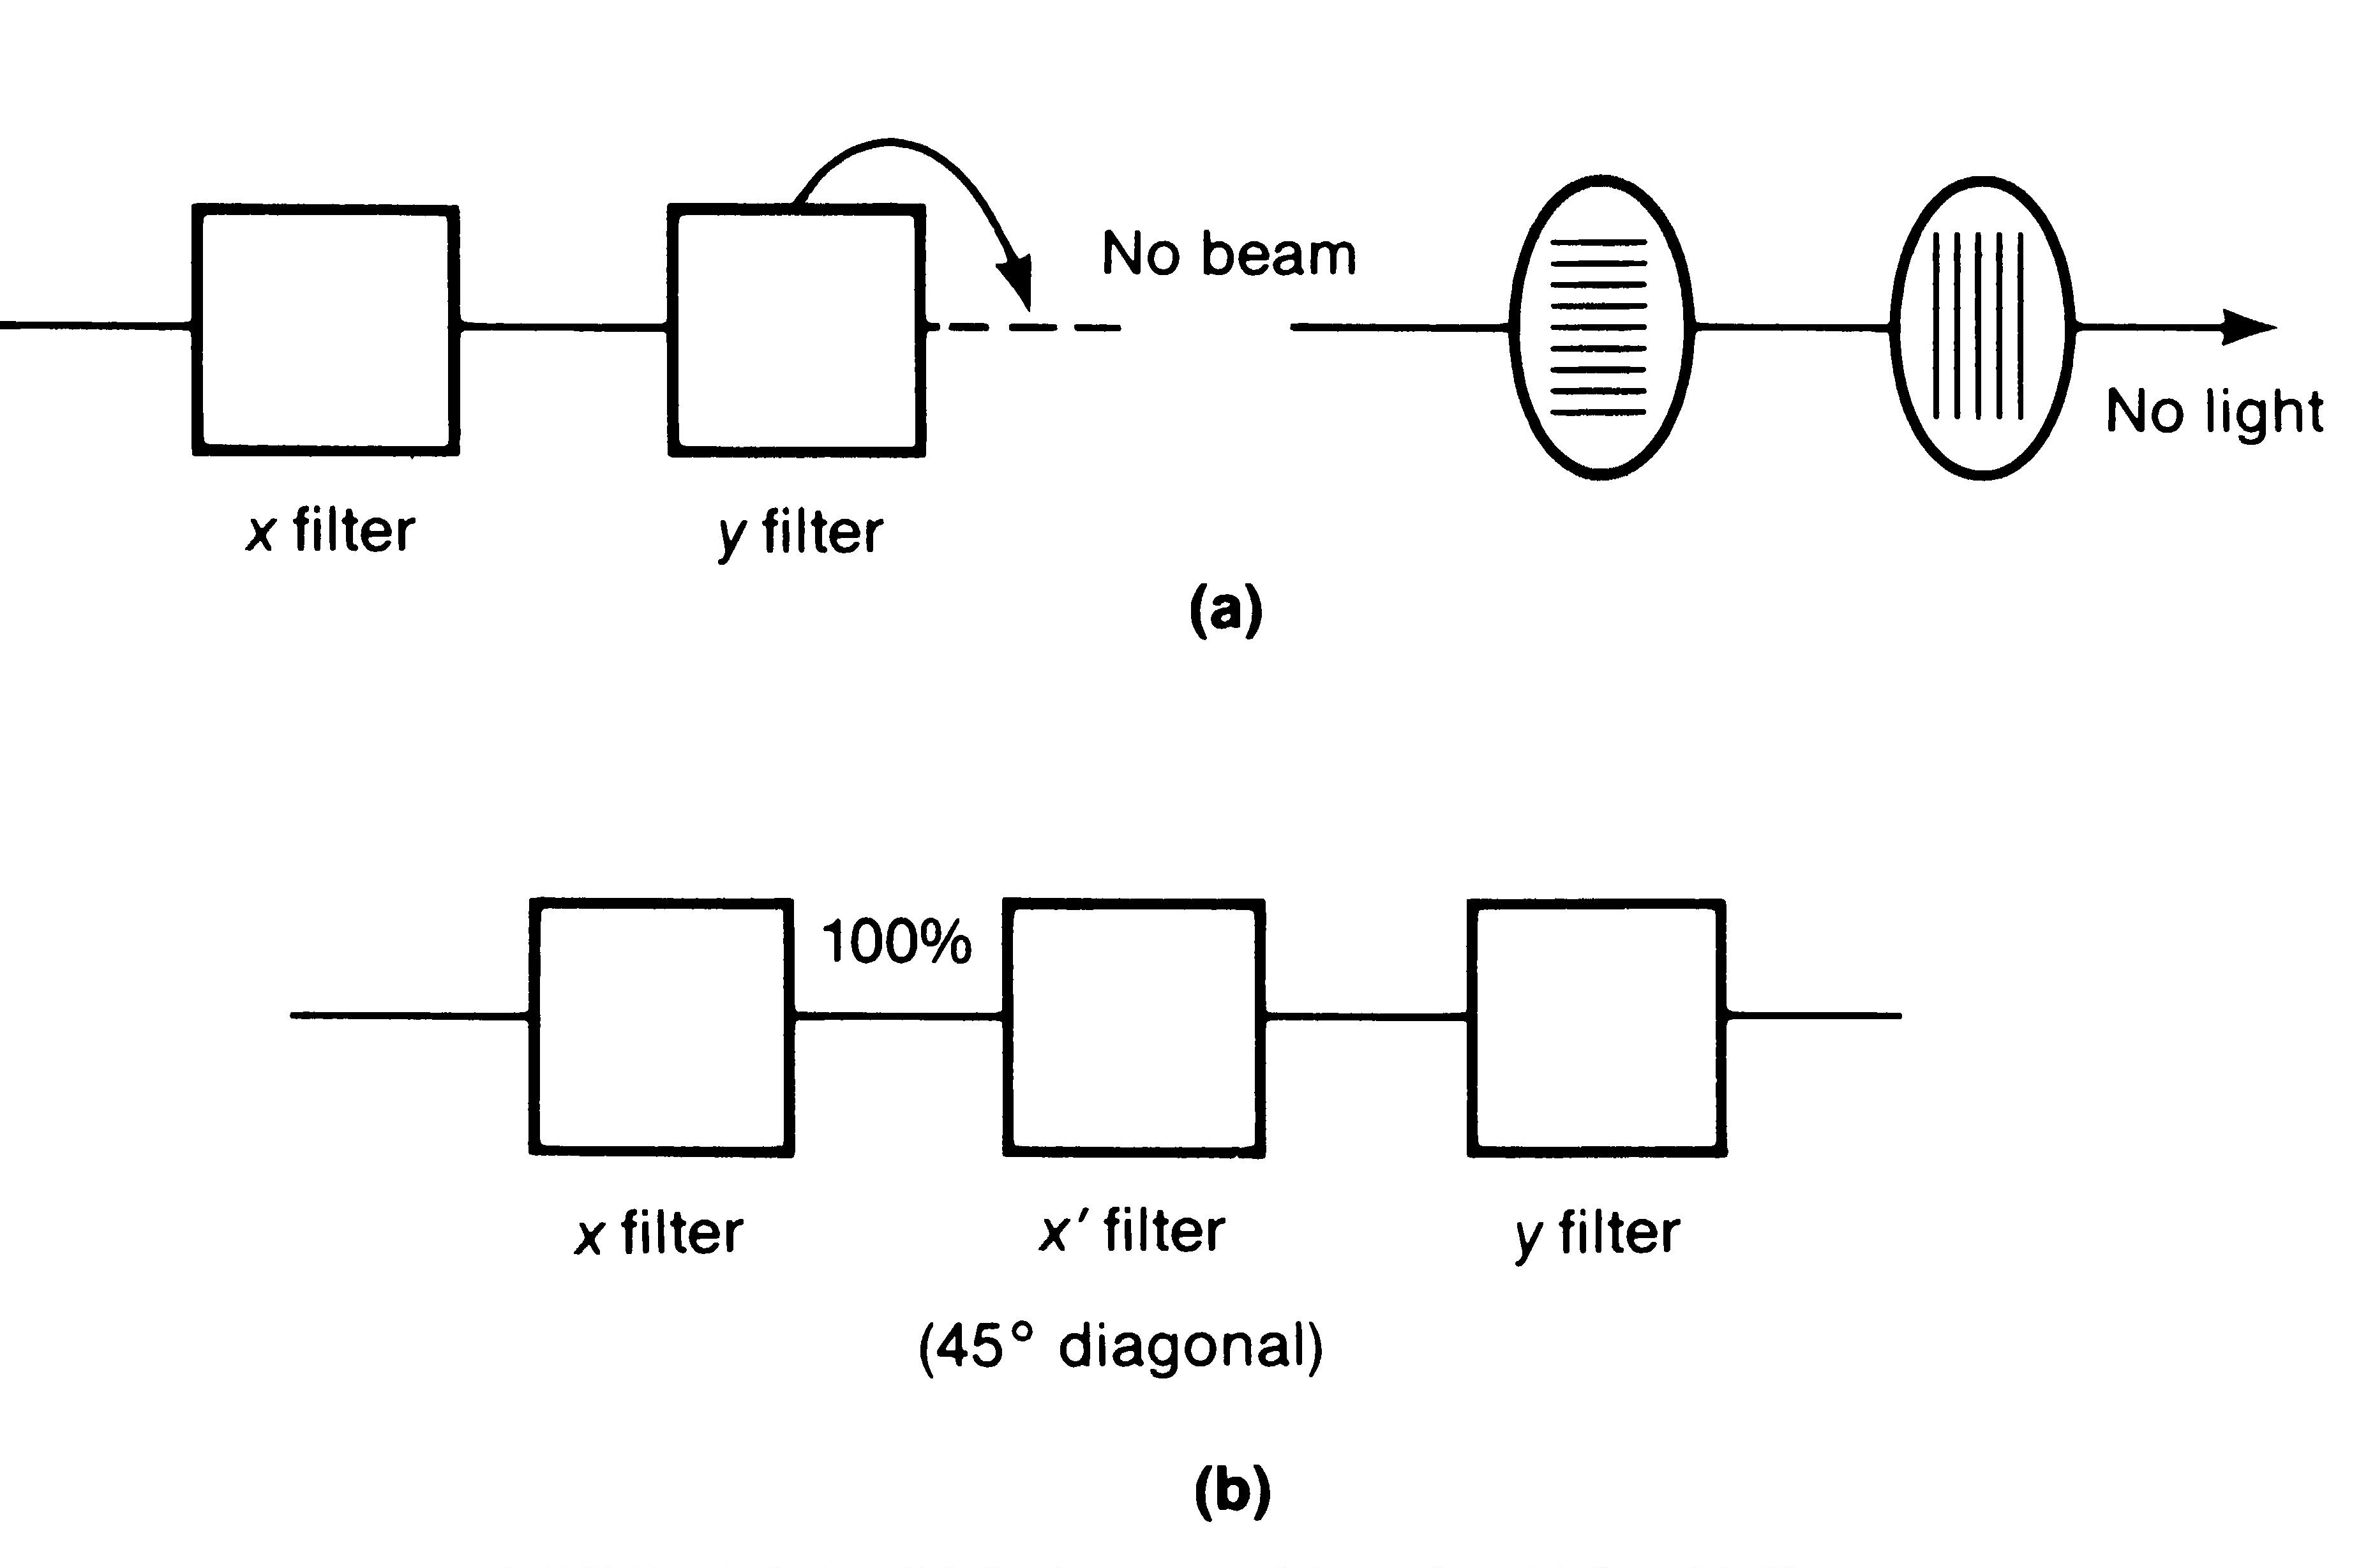 No beam
No light
x filter
y filter
(a)
100%
x′ filter
x filter
y filter
(45° diagonal)
(b)